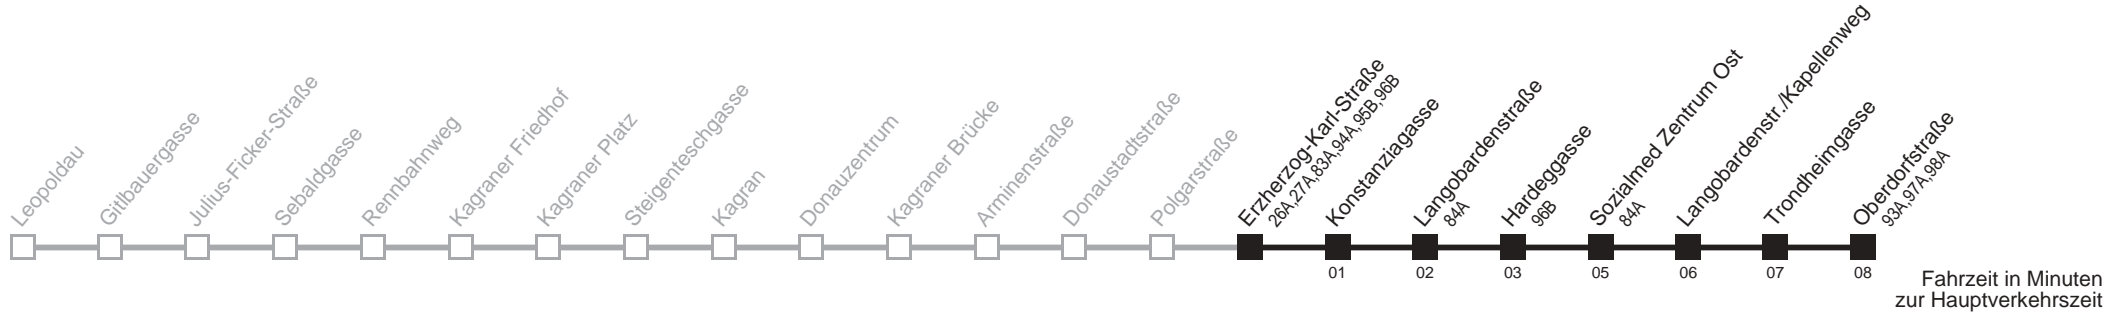 Leopoldau
Gitlbauergasse
Julius-Ficker-Straße
Sebaldgasse
Rennbahnweg
Kagraner Friedhof
Kagraner Platz
Steigenteschgasse
Kagran
Donauzentrum
Kagraner Brücke
Arminenstraße
Donaustadtstraße
Polgarstraße
Erzherzog-Karl-Straße
26A,27A,83A,94A,95B,96B
Konstanziagasse
Langobardenstraße
84A
Hardeggasse
96B
Sozialmed Zentrum Ost
84A
Langobardenstr./Kapellenweg
Trondheimgasse
Oberdorfstraße
93A,97A,98A
01
02
03
05
06
07
08
Fahrzeit in Minuten
zur Hauptverkehrszeit